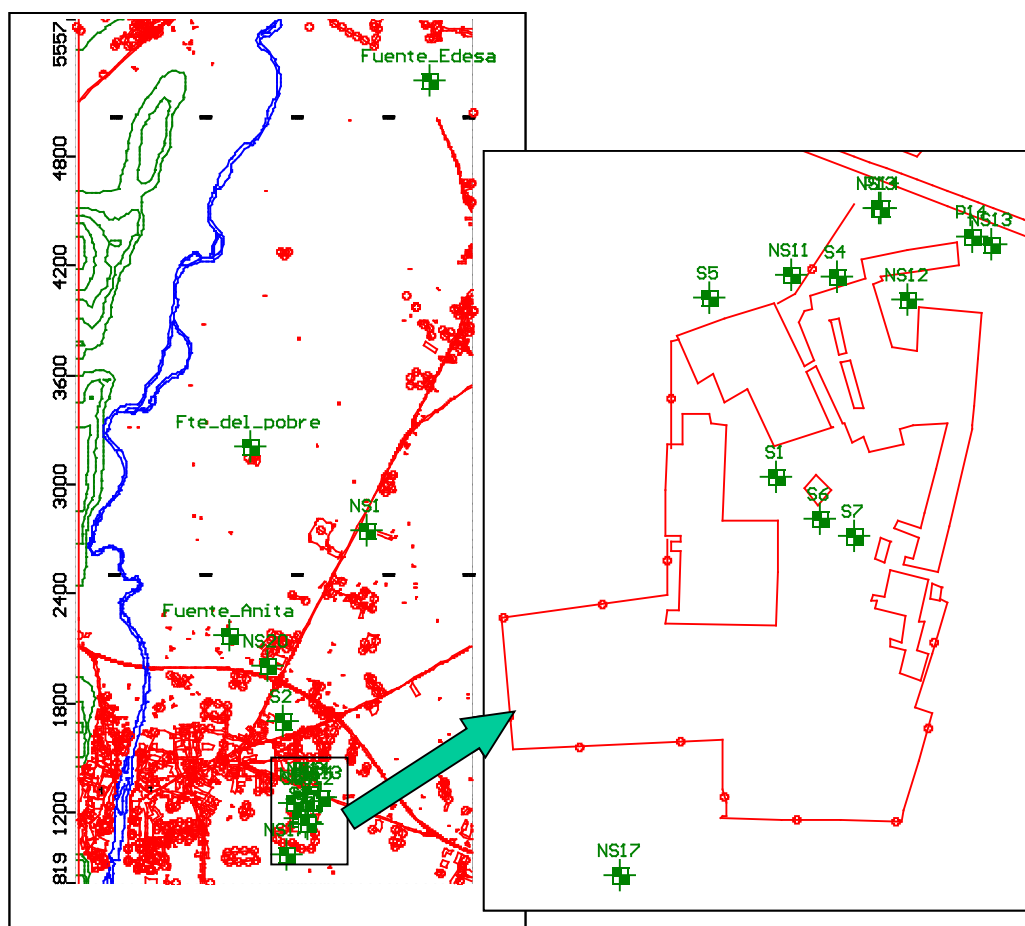 5557
Fuente_Edesa
4800
4200
3600
Fte_del_pobre
3000
NS1
2400
Fuente_Anita
NS20
1800
S2
1200
819
P14
NS13
NS11
S4
S5
NS12
S1
S6
S7
NS17